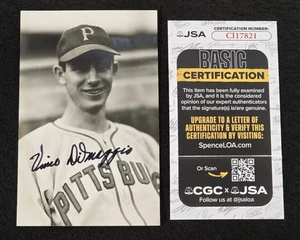 P
Vince DiMaggio
PITTSBU
JSA
CERTIFICATION NUMBER:
CI17821
BASIC
CERTIFICATION
This item has been fully examined
by JSA, and it is the considered
opinion of our expert authenticators
that the signature(s) is/are genuine.
UPGRADE TO A LETTER OF
AUTHENTICITY & VERIFY THIS
CERTIFICATION BY VISITING:
SpenceLOA.com
Or Scan
CGC X JSA
Follow us at @jsaloa